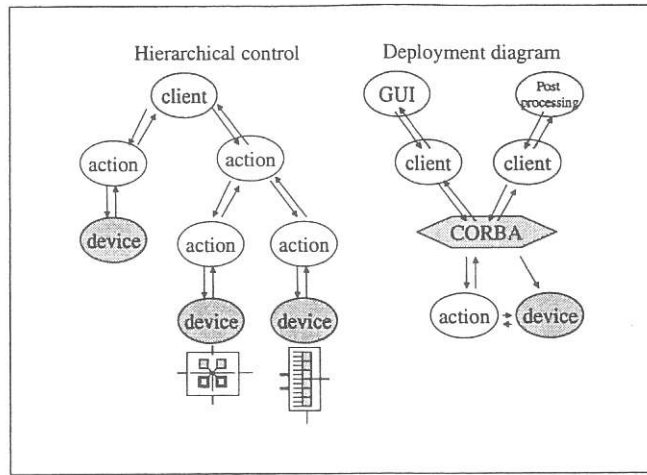 Hierarchical control
client
action
action
device
action
action
device
device
Deployment diagram
GUI
Post
processing
client
client
CORBA
action
device